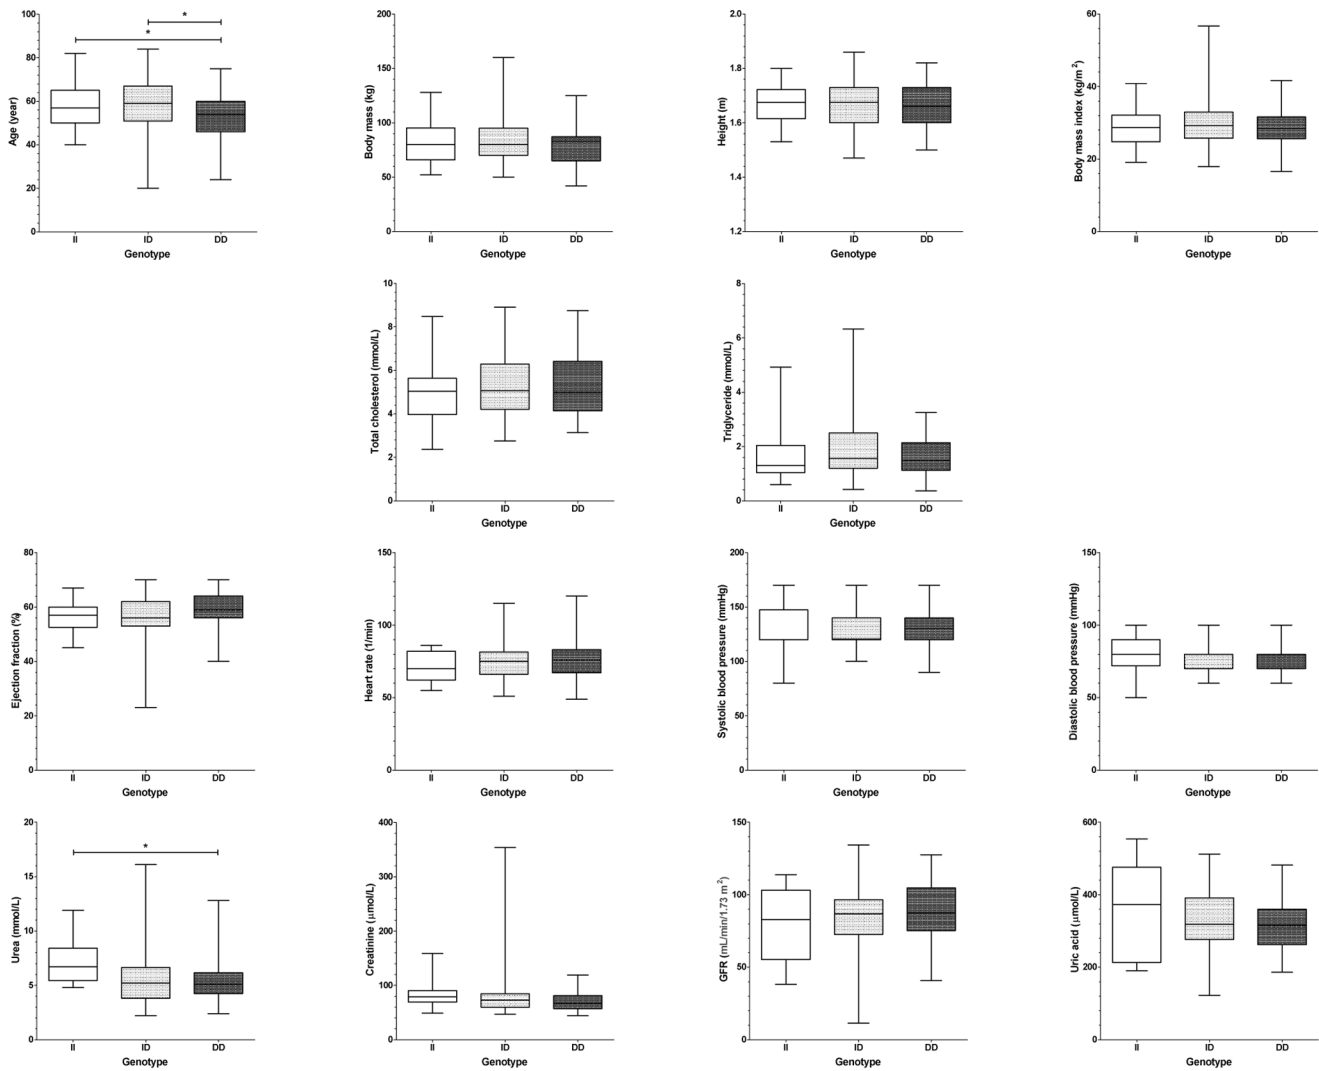 Age (year)
100
80
60
40
20
0
*
*
II ID DD
Genotype
Body mass (kg)
200
150
100
50
0
II ID DD
Genotype
Height (m)
2.0
1.8
1.6
1.4
1.2
II ID DD
Genotype
Body mass index (kg/m²)
60
40
20
0
II ID DD
Genotype
Total cholesterol (mmol/L)
10
8
6
4
2
0
II ID DD
Genotype
Triglyceride (mmol/L)
8
6
4
2
0
II ID DD
Genotype
Ejection fraction (%)
80
60
40
20
0
II ID DD
Genotype
Heart rate (1/min)
150
100
50
0
II ID DD
Genotype
Systolic blood pressure (mmHg)
200
150
100
50
0
II ID DD
Genotype
Diastolic blood pressure (mmHg)
150
100
50
0
II ID DD
Genotype
Urea (mmol/L)
20
15
10
5
0
*
II ID DD
Genotype
Creatinine (μmol/L)
400
300
200
100
0
II ID DD
Genotype
GFR (mL/min/1.73 m²)
150
100
50
0
II ID DD
Genotype
Uric acid (μmol/L)
600
400
200
0
II ID DD
Genotype